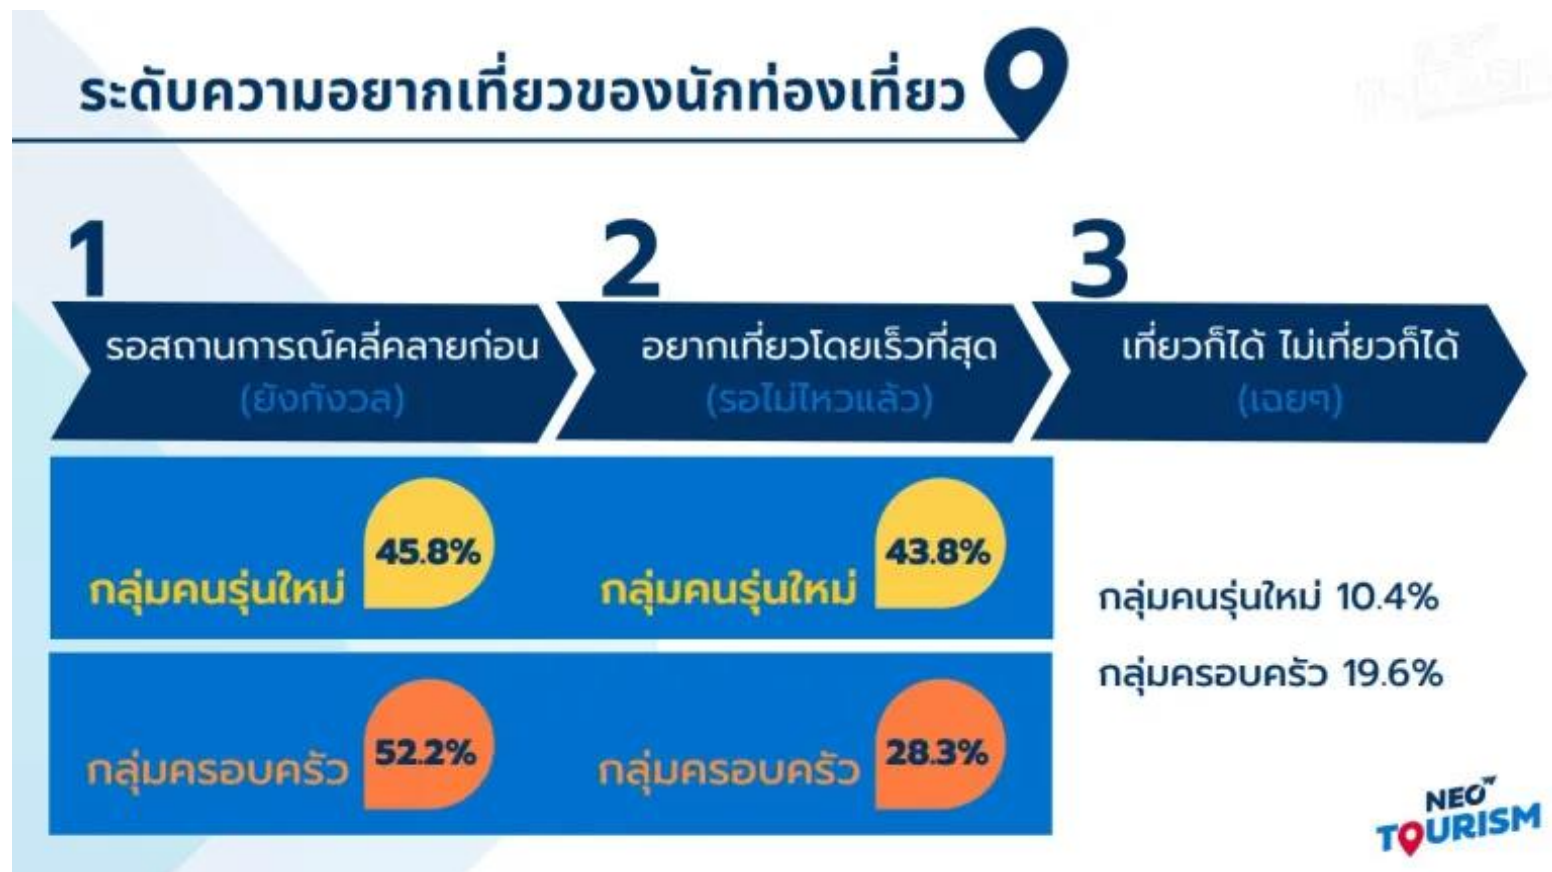 ระดับความอยากเที่ยวของนักท่องเที่ยว
1
รอสถานการณ์คลี่คลายก่อน
(ยังกังวล)
2
อยากเที่ยวโดยเร็วที่สุด
(รอไม่ไหวแล้ว)
3
เที่ยวก็ได้ ไม่เที่ยวก็ได้
(เฉยๆ)
กลุ่มคนรุ่นใหม่ 45.8%
กลุ่มคนรุ่นใหม่ 43.8%
กลุ่มคนรุ่นใหม่ 10.4%
กลุ่มครอบครัว 52.2%
กลุ่มครอบครัว 28.3%
กลุ่มครอบครัว 19.6%
NEO
TOURISM